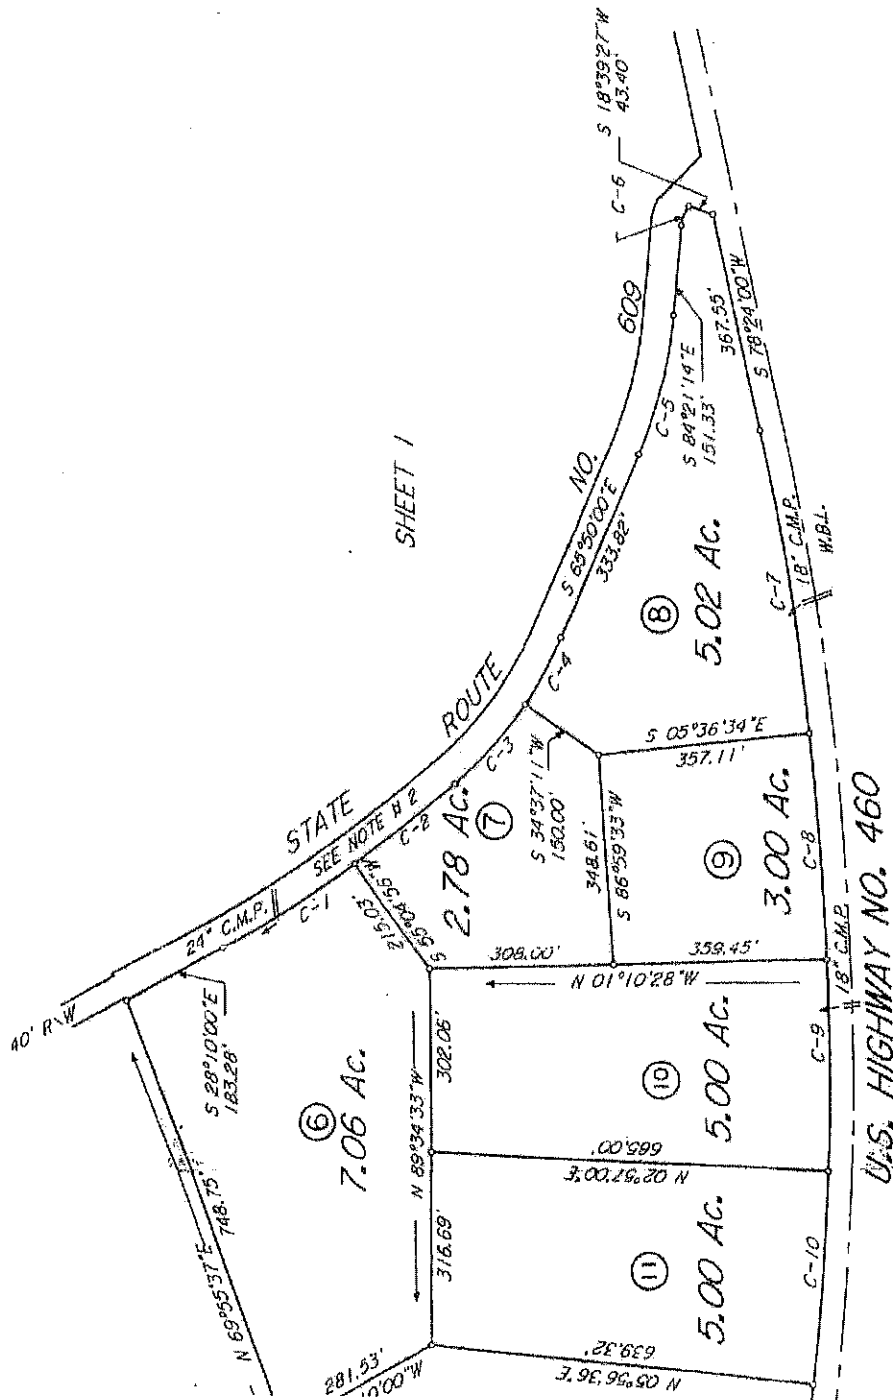 S 18°39'27"W
43.40'
C-6
609
NO.
ROUTE
STATE
SEE NOTE # 2
40' R\W
24" C.M.P.
SHEET 1
S 84°21'14"E
151.33'
367.55'
S 78°24'00"W
C-5
S 65°50'00"E
333.82'
C-4
C-3
C-2
C-1
C-7
18" C.M.P.
W.B.L.
8
5.02 Ac.
S 05°36'34"E
357.11'
S 34°37'11"W
150.00'
7
2.78 Ac.
348.61'
S 86°59'33"W
9
3.00 Ac.
C-8
S 55°04'56"W
215.03'
308.00'
359.45'
N 01°10'28"W
18" C.M.P.
S 28°10'00"E
183.28'
6
7.06 Ac.
302.06'
N 89°34'33"W
10
5.00 Ac.
C-9
665.00'
N 02°57'00"E
N 69°55'37"E
748.75'
316.69'
11
5.00 Ac.
C-10
639.32'
N 05°56'36"E
281.53'
U.S. HIGHWAY NO. 460